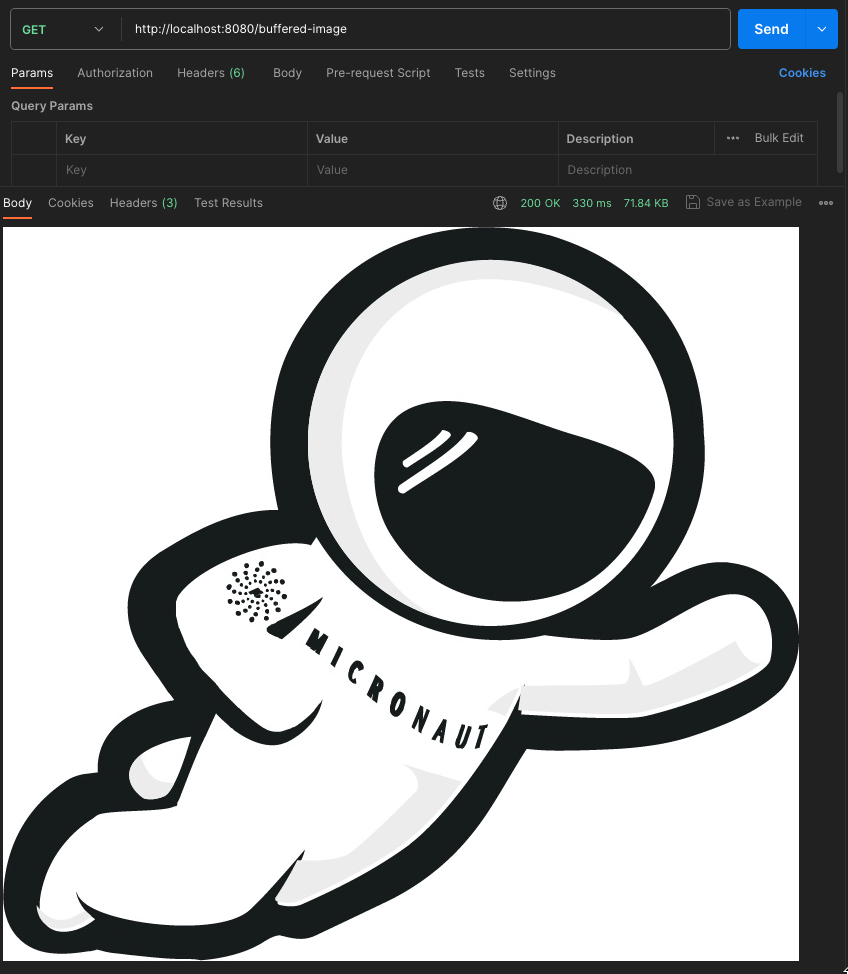 GET http://localhost:8080/buffered-image Send
Params Authorization Headers (6) Body Pre-request Script Tests Settings Cookies
Query Params
Key Value Description ••• Bulk Edit
Key Value Description
Body Cookies Headers (3) Test Results 200 OK 330 ms 71.84 KB Save as Example
MICRONAUT